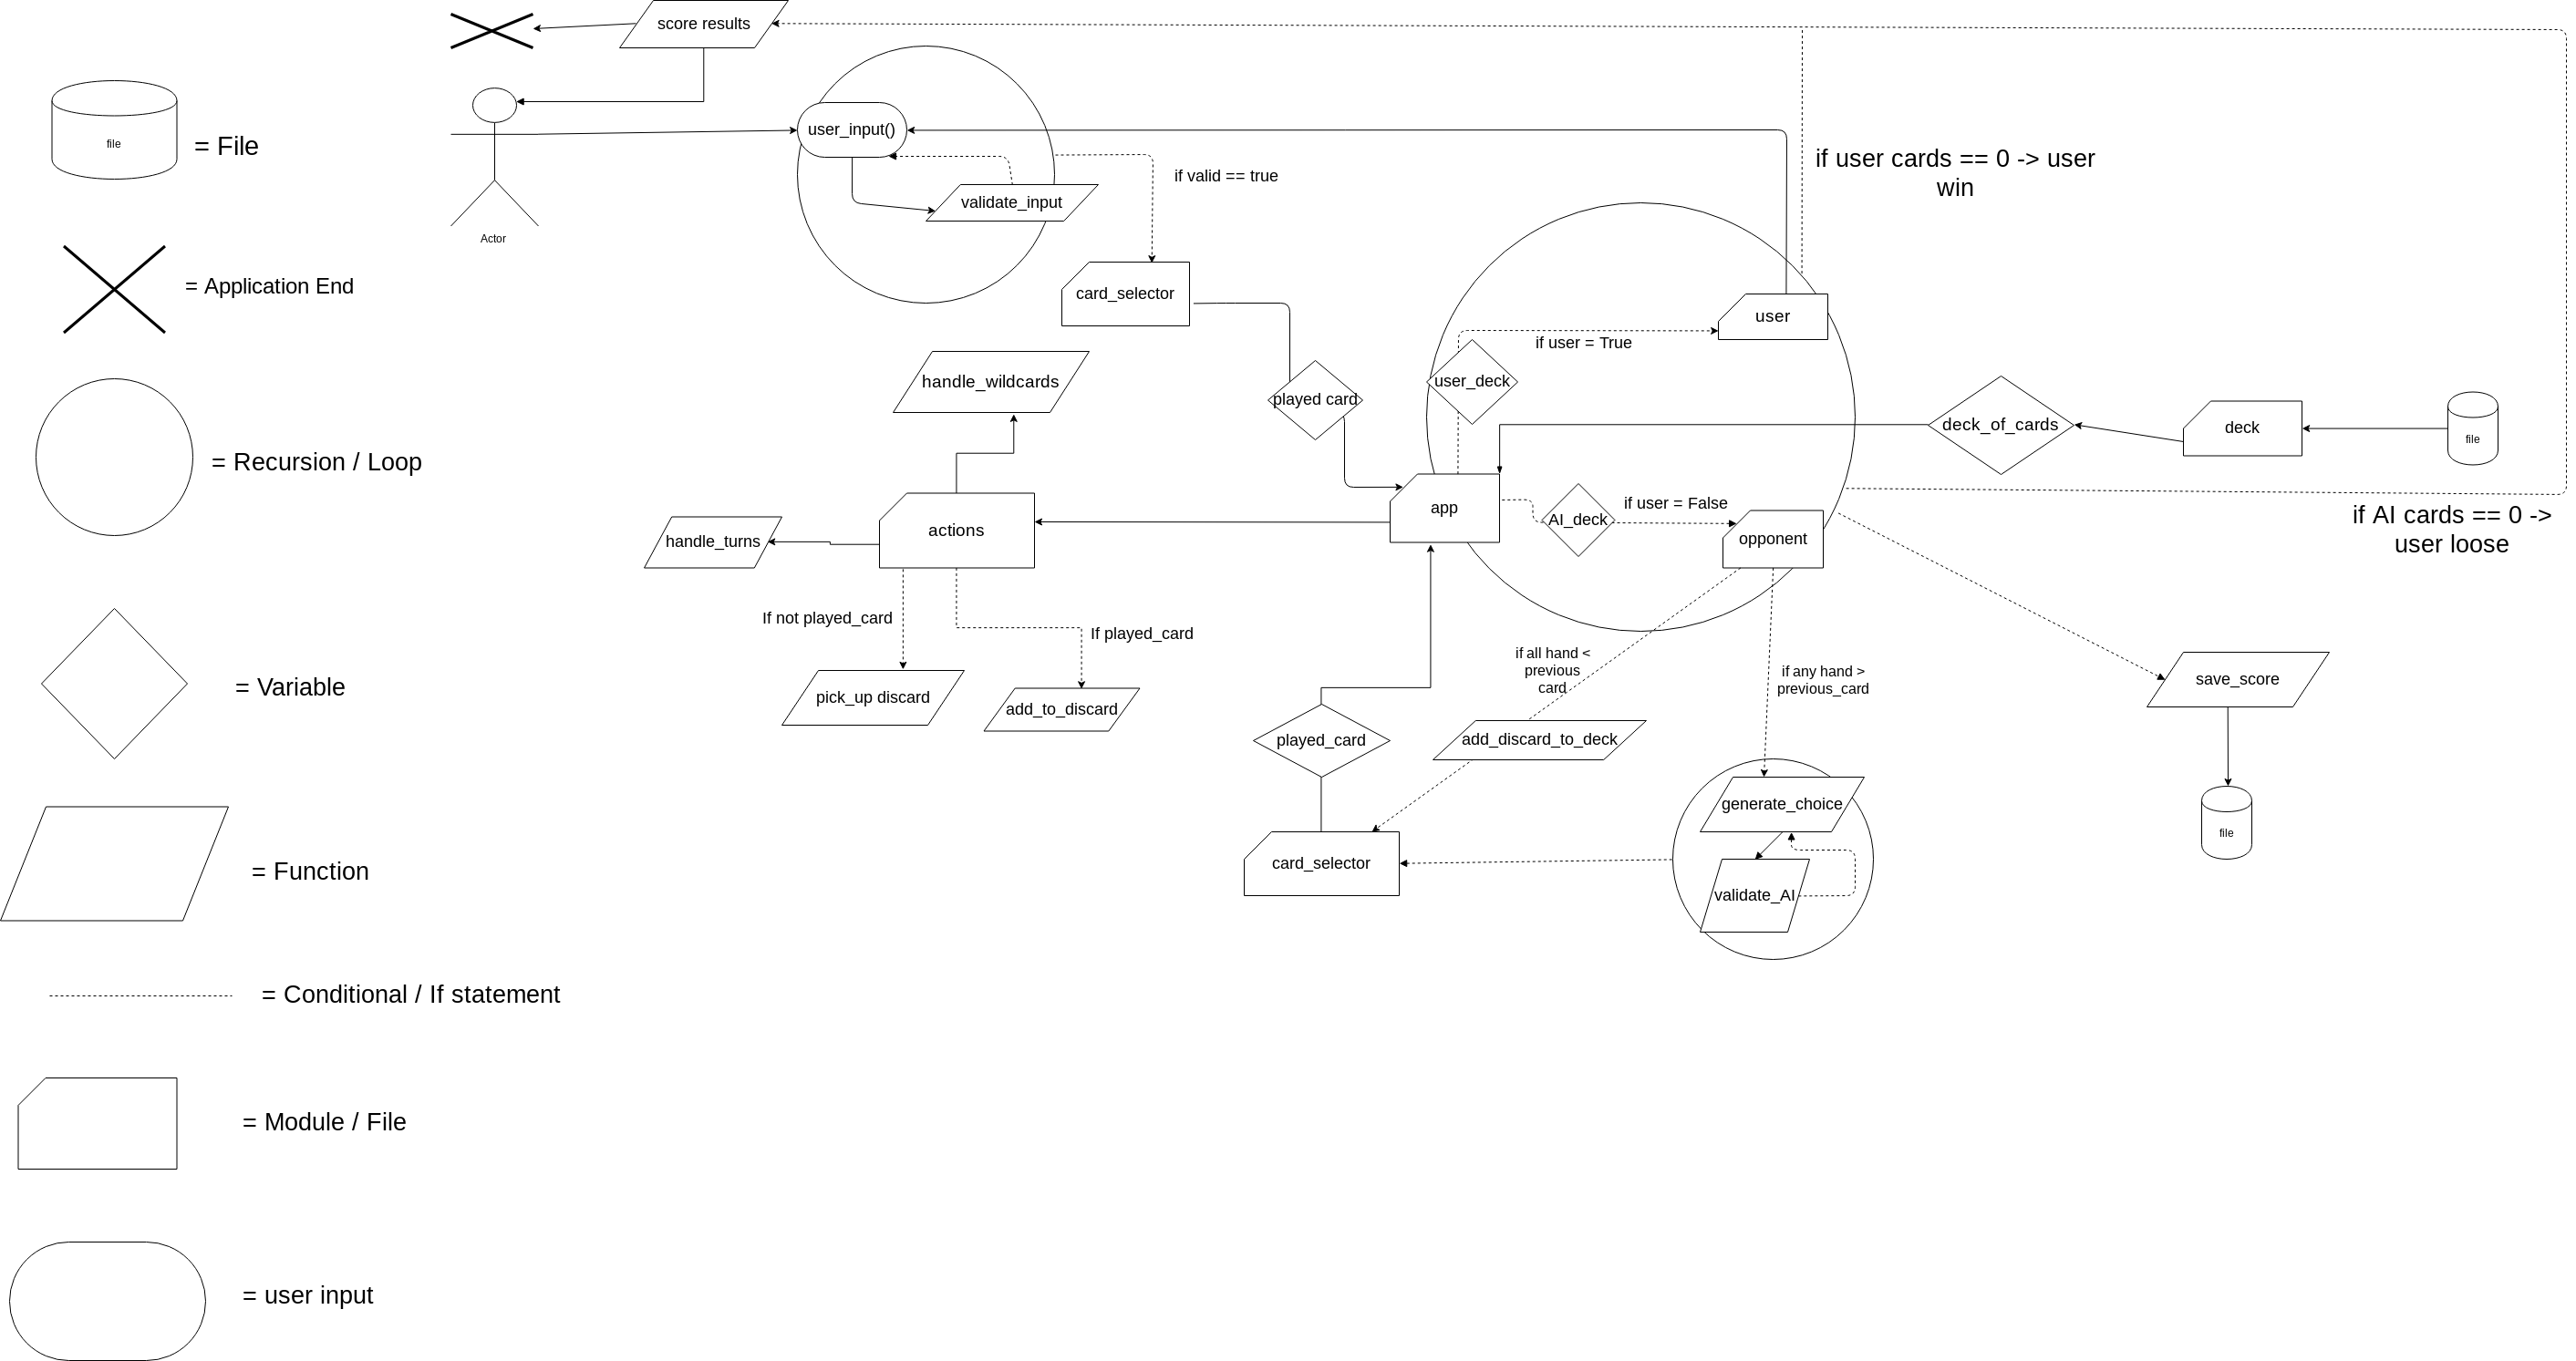 score results
file
= File
user_input()
validate_input
if valid == true
if user cards == 0 -> user
win
Actor
= Application End
card_selector
user
if user = True
handle_wildcards
played card
user_deck
deck_of_cards
deck
file
= Recursion / Loop
actions
app
AI_deck
if user = False
opponent
if AI cards == 0 ->
user loose
handle_turns
If not played_card
If played_card
if all hand <
previous
card
if any hand >
previous_card
save_score
= Variable
pick_up discard
add_to_discard
played_card
add_discard_to_deck
generate_choice
file
= Function
card_selector
validate_AI
= Conditional / If statement
= Module / File
= user input